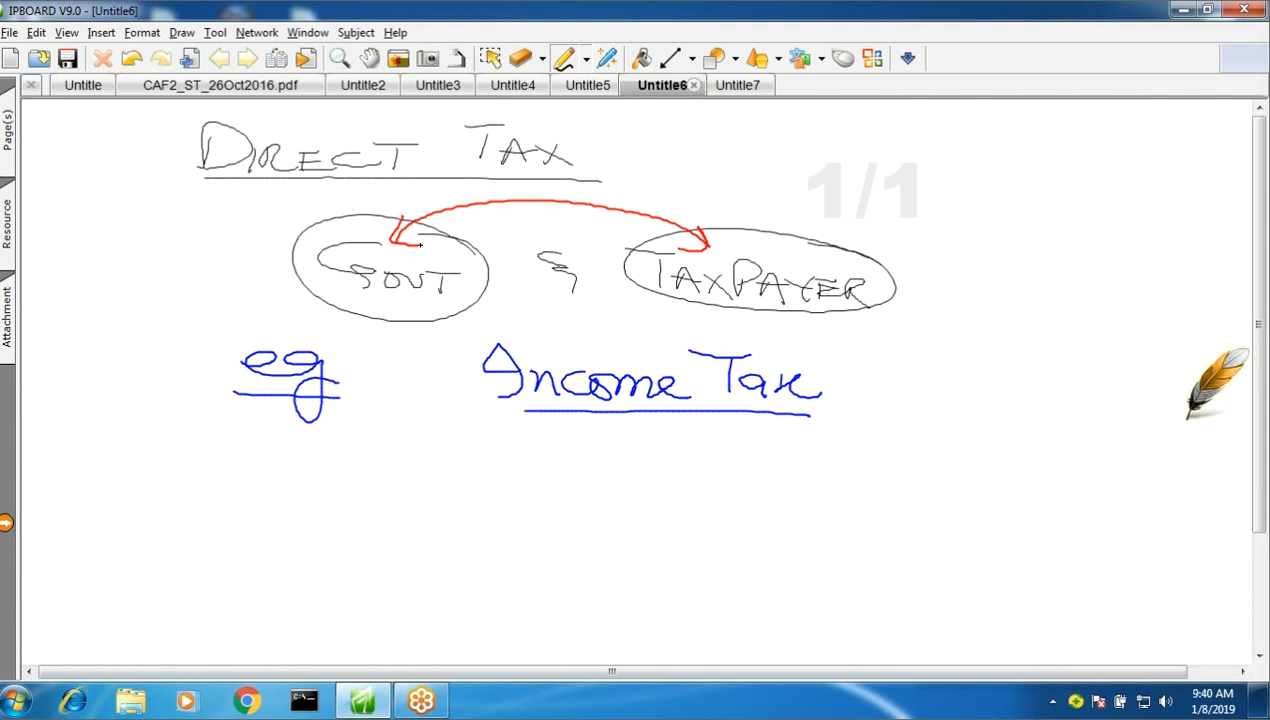 IPBOARD V9.0 - [Untitle6]
File Edit View Insert Format Draw Tool Network Window Subject Help
Untitle CAF2_ST_26Oct2016.pdf Untitle2 Untitle3 Untitle4 Untitle5 Untitle6 Untitle7
Page(s)
Resource
Attachment
DIRECT TAX
1/1
GOVT & TAXPAYER
eg Income Tax
9:40 AM
1/8/2019